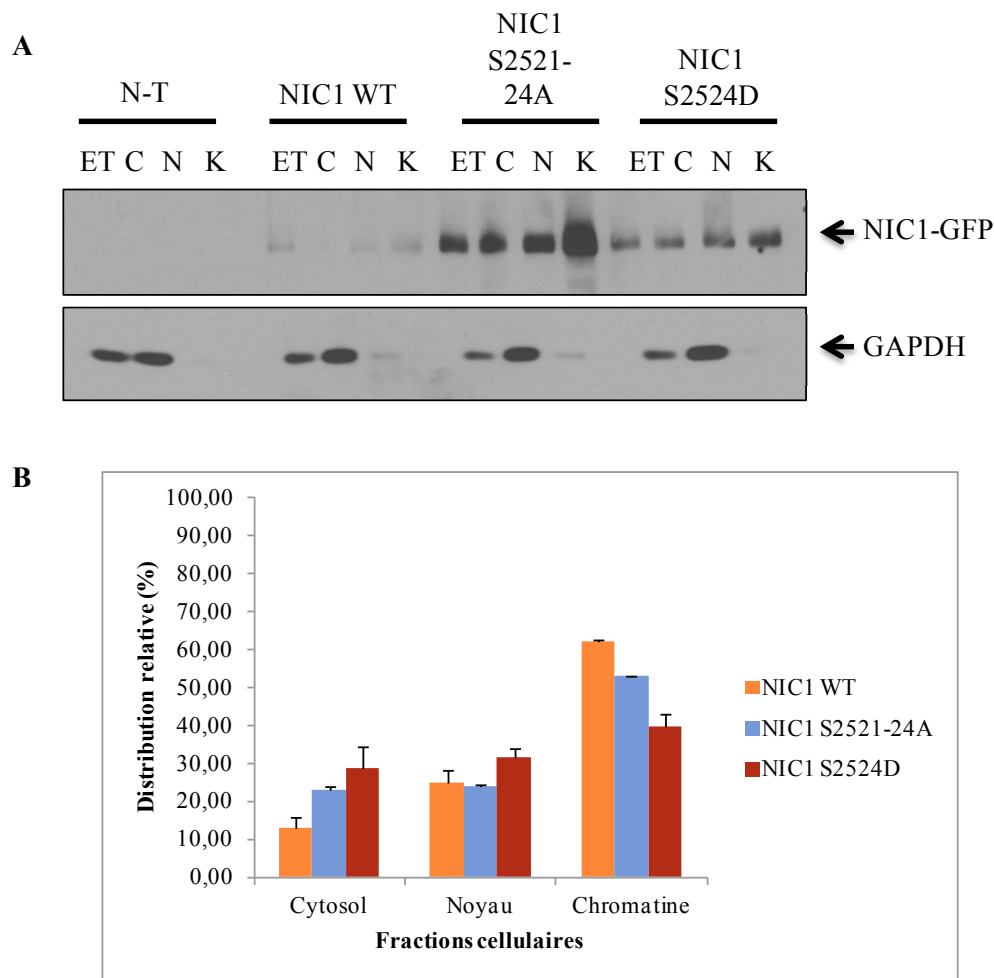 A
N-T
NIC1 WT
NIC1
S2521-
24A
NIC1
S2524D
ET C N K ET C N K ET C N K ET C N K
NIC1-GFP
GAPDH
B
100,00
90,00
80,00
70,00
60,00
50,00
40,00
30,00
20,00
10,00
0,00
Distribution relative (%)
Cytosol Noyau Chromatine
Fractions cellulaires
NIC1 WT
NIC1 S2521-24A
NIC1 S2524D